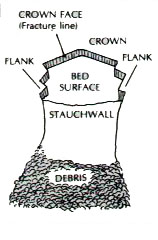 CROWN FACE
(Fracture line)
CROWN
FLANK
FLANK
BED
SURFACE
STAUCHWALL
DEBRIS